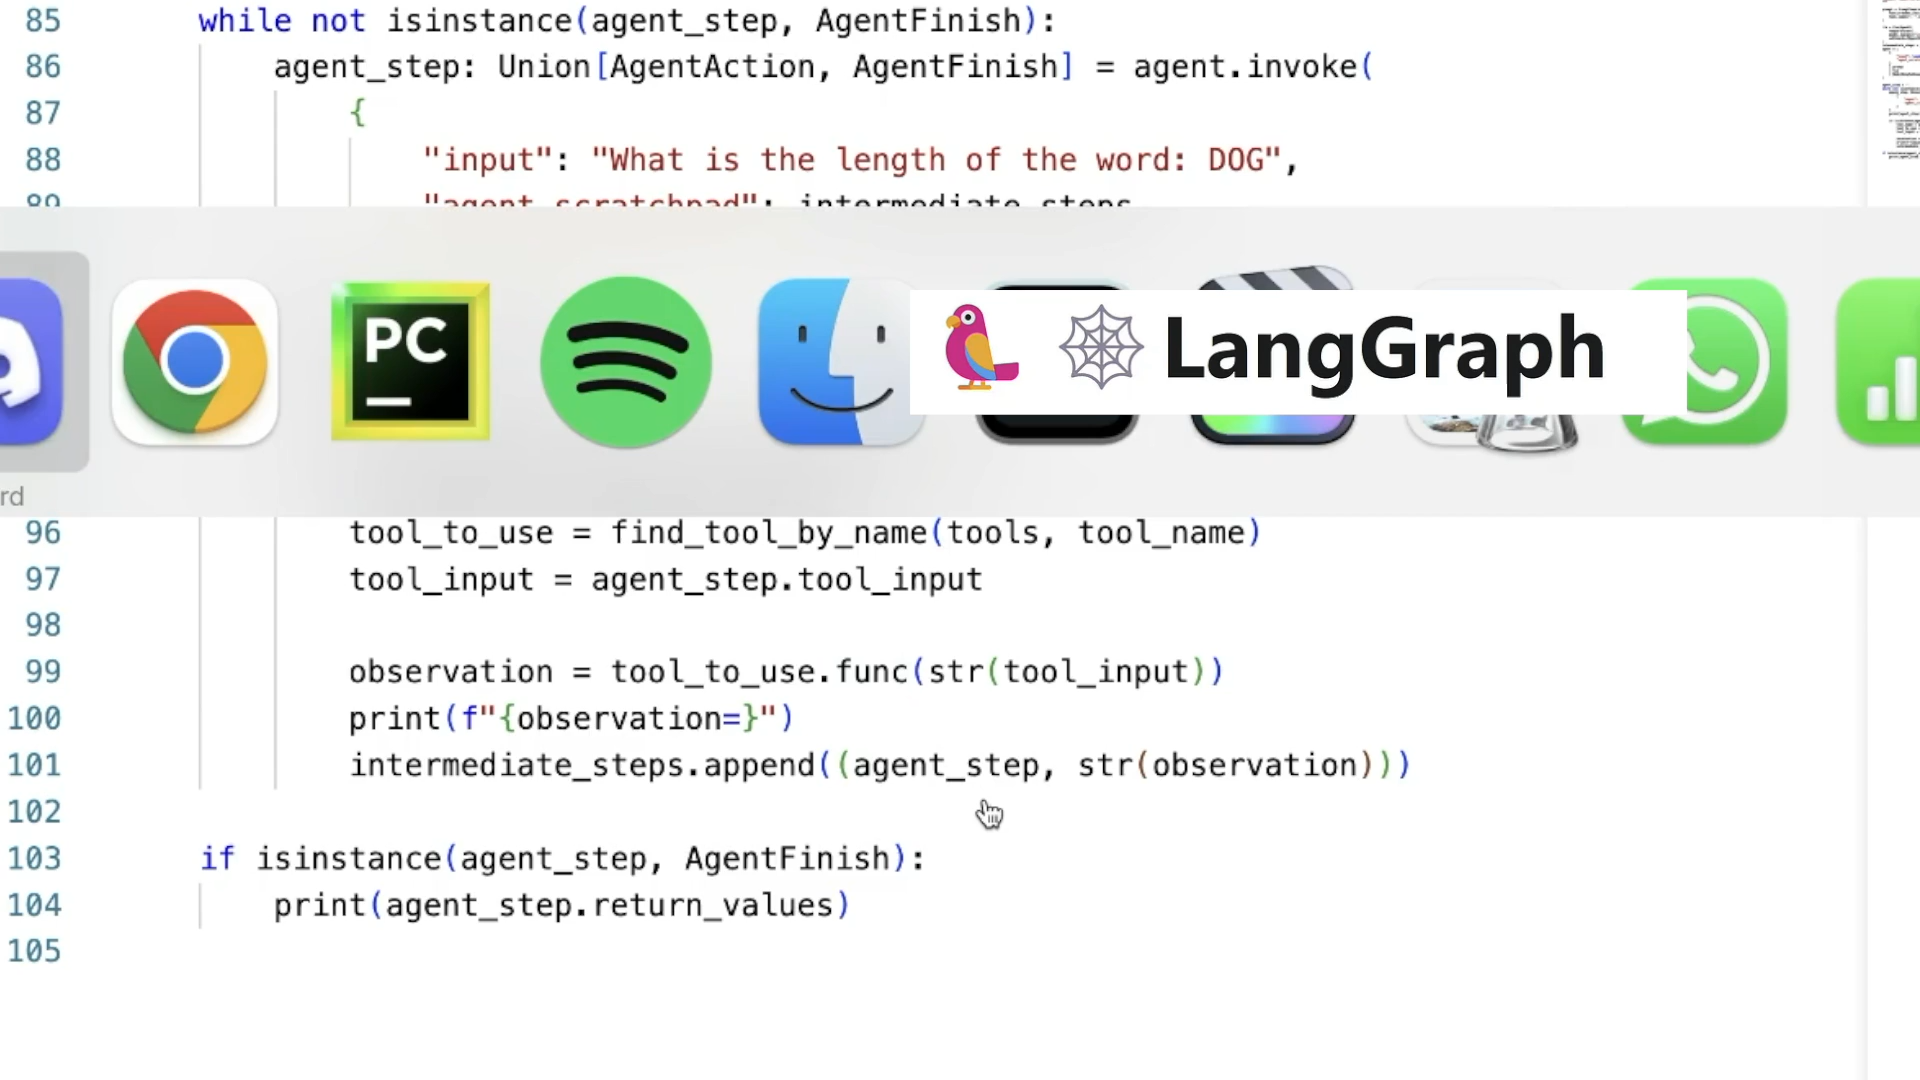 85 while not isinstance(agent_step, AgentFinish):
86 agent_step: Union[AgentAction, AgentFinish] = agent.invoke(
87 {
88 "input": "What is the length of the word: DOG",
89 "agent_scratchpad": intermediate_steps
PC
LangGraph
rd
96 tool_to_use = find_tool_by_name(tools, tool_name)
97 tool_input = agent_step.tool_input
98
99 observation = tool_to_use.func(str(tool_input))
100 print(f"{observation=}")
101 intermediate_steps.append((agent_step, str(observation)))
102
103 if isinstance(agent_step, AgentFinish):
104 print(agent_step.return_values)
105